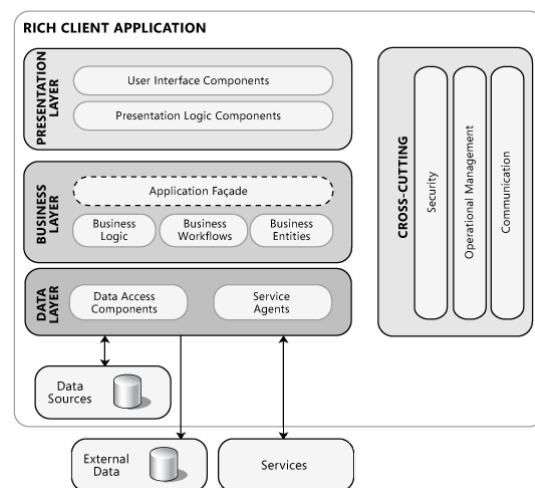 RICH CLIENT APPLICATION
PRESENTATION
LAYER
User Interface Components
Presentation Logic Components
BUSINESS
LAYER
Application Façade
Business
Logic
Business
Workflows
Business
Entities
DATA
LAYER
Data Access
Components
Service
Agents
Data
Sources
External
Data
Services
CROSS-CUTTING
Security
Operational Management
Communication